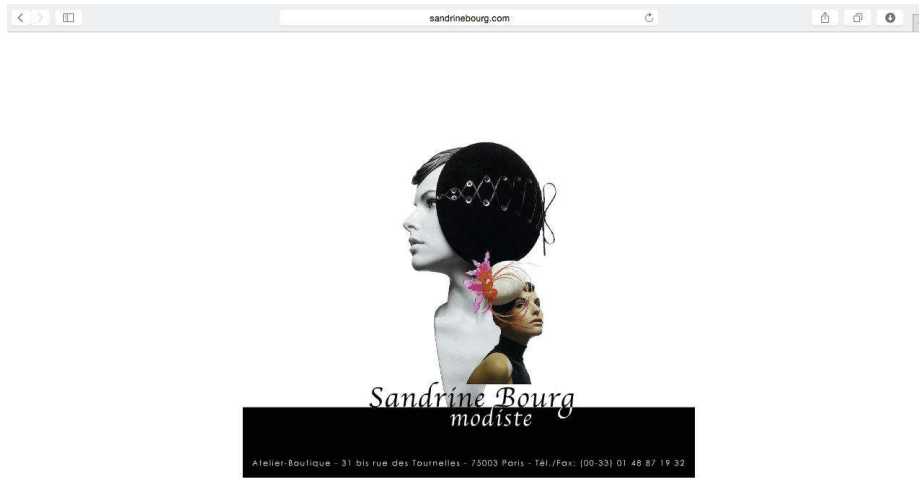 sandrinebourg.com
Sandrine Bourg
modiste
Atelier-Boutique - 31 bis rue des Tournelles - 75003 Paris - Tél./Fax: (00-33) 01 48 87 19 32